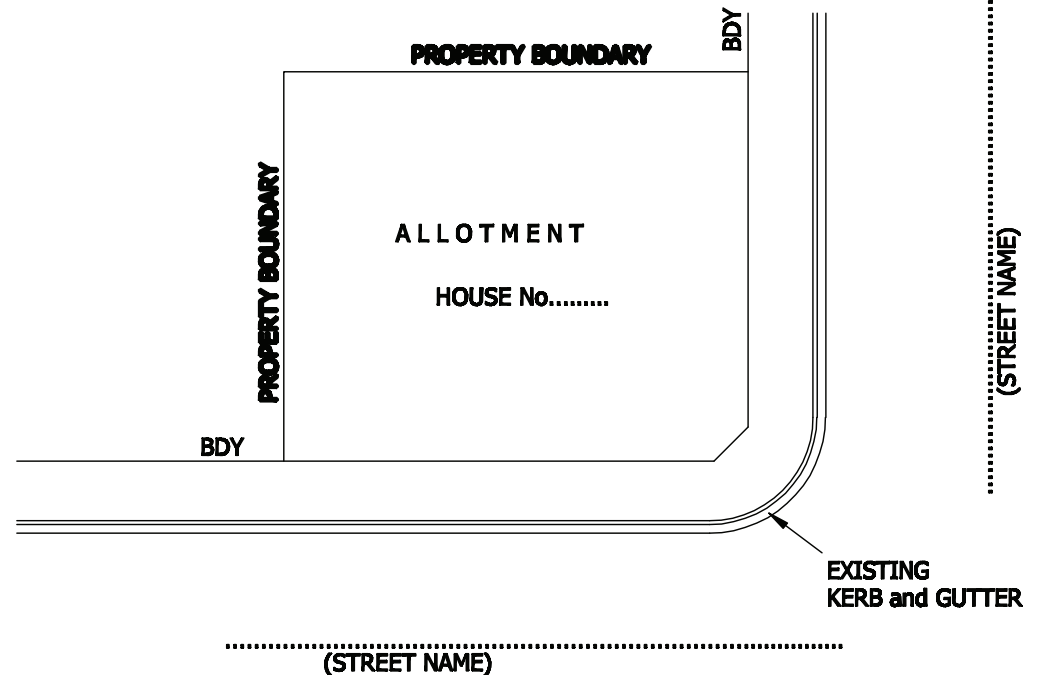 BDY
PROPERTY BOUNDARY
PROPERTY BOUNDARY
ALLOTMENT
HOUSE No.........
(STREET NAME)
BDY
EXISTING
KERB and GUTTER
(STREET NAME)